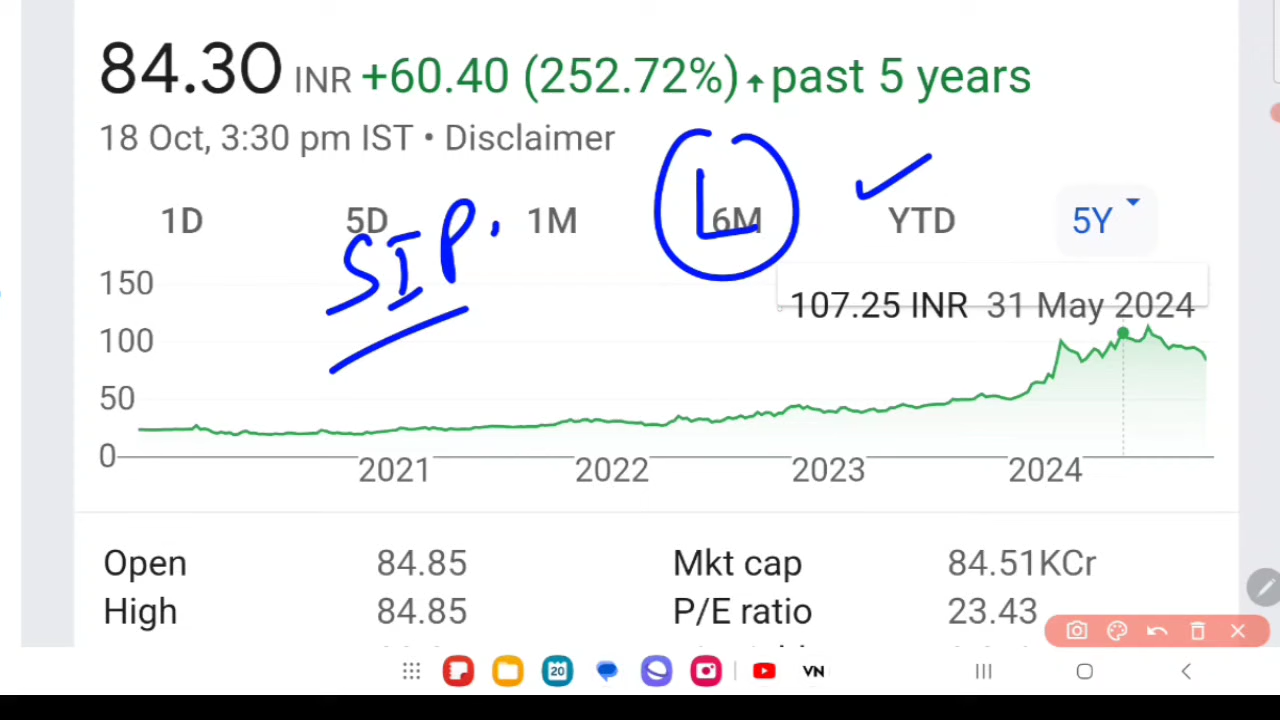 84.30 INR +60.40 (252.72%) ↑ past 5 years
18 Oct, 3:30 pm IST • Disclaimer
1D 5D 1M 6M YTD 5Y
L
SIP.
150
107.25 INR 31 May 2024
100
50
0
2021 2022 2023 2024
Open 84.85 Mkt cap 84.51KCr
High 84.85 P/E ratio 23.43
20
VN